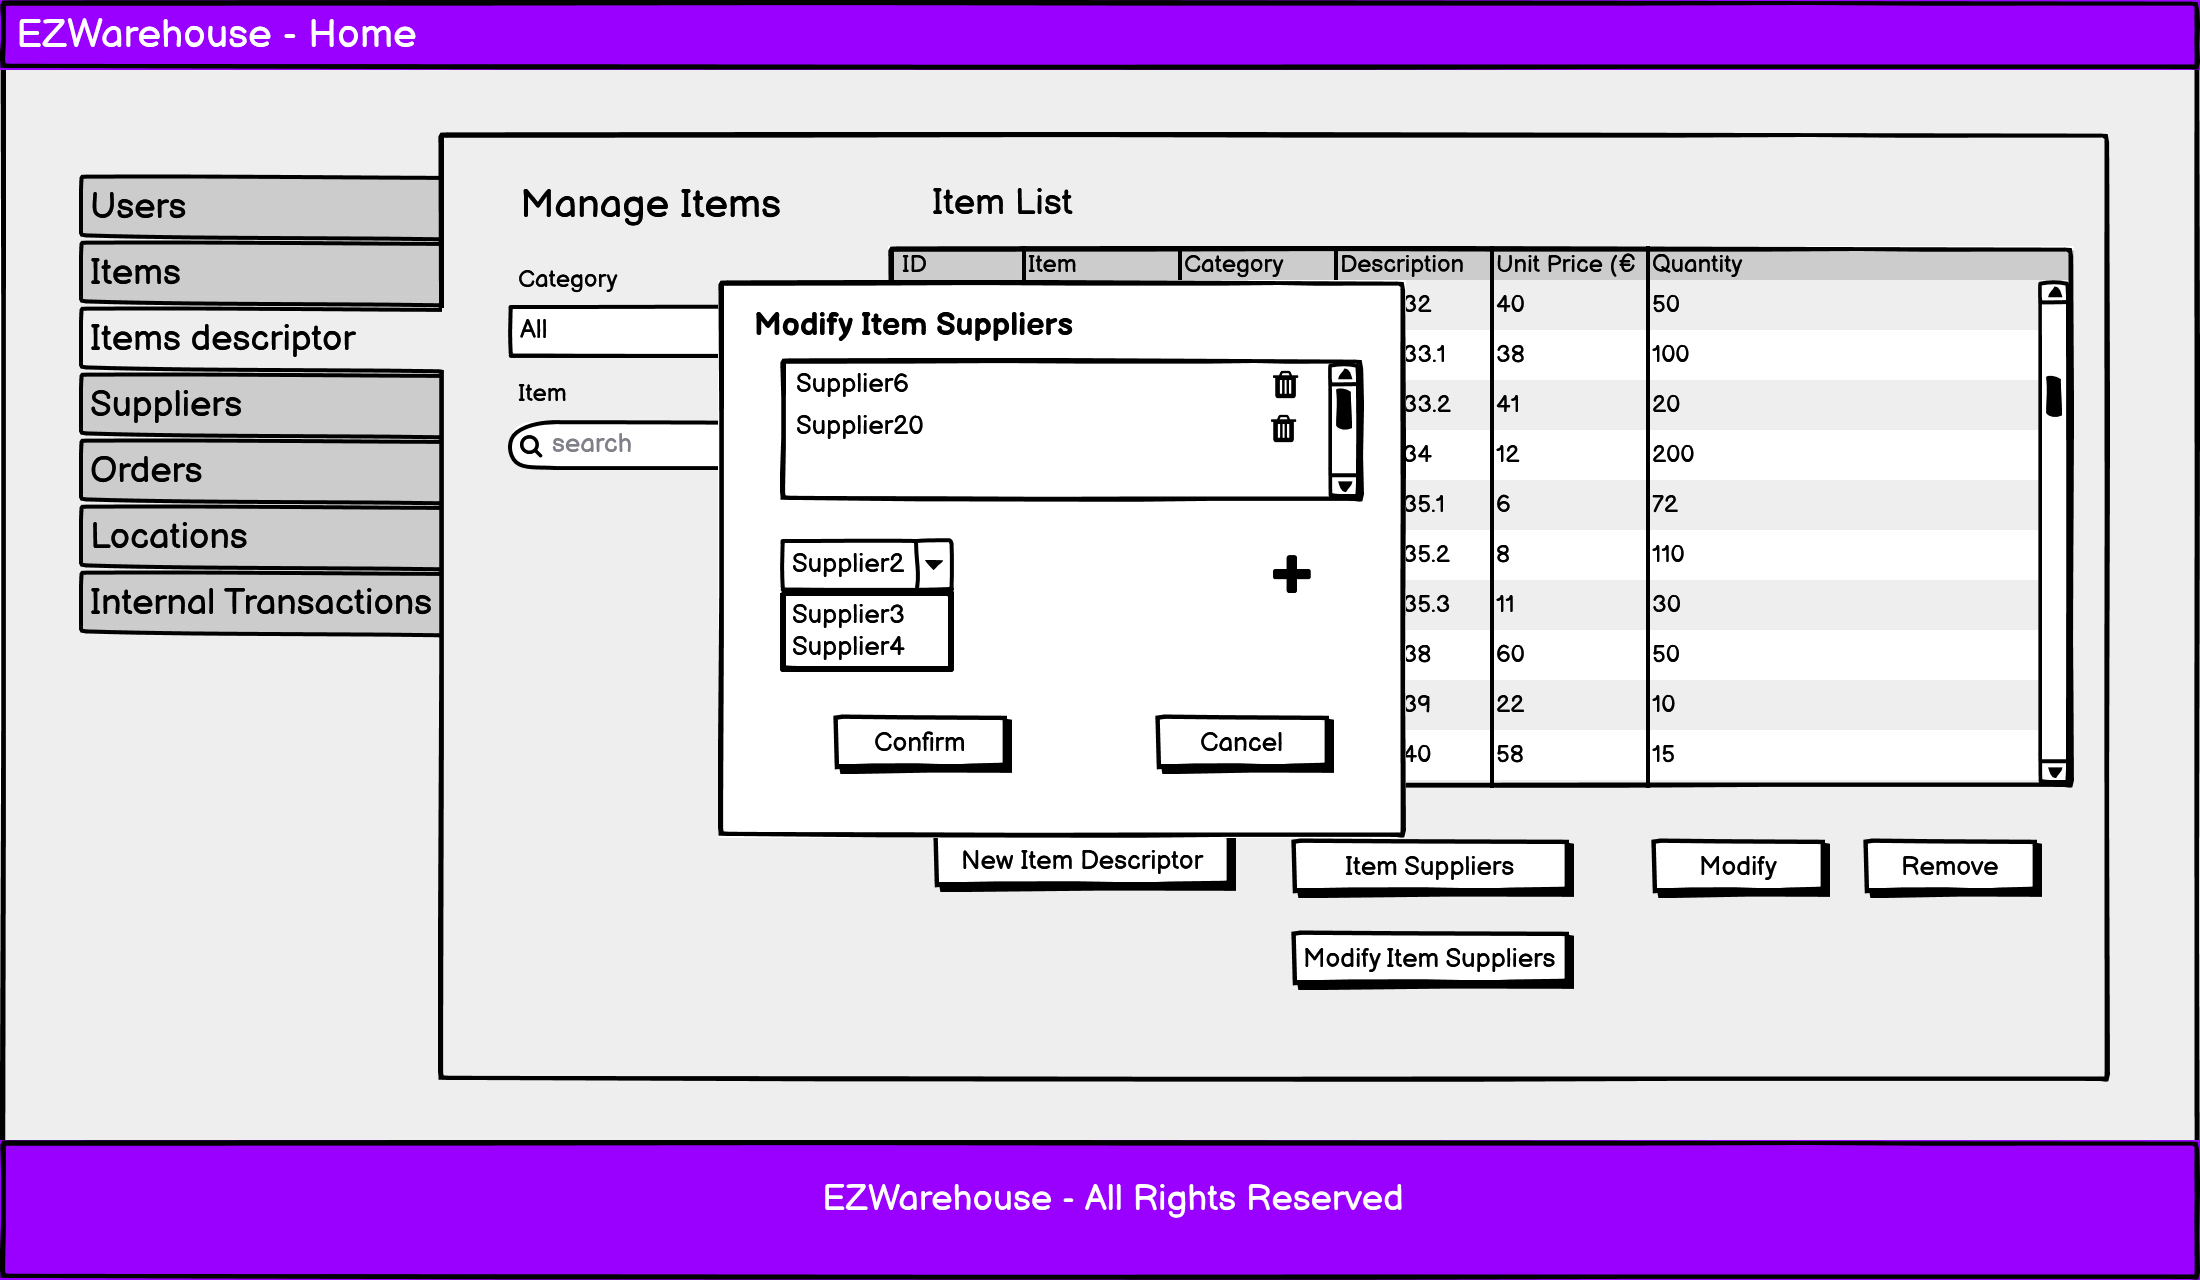 EZWarehouse - Home
Users
Items
Items descriptor
Suppliers
Orders
Locations
Internal Transactions
Manage Items
Category
All
Item
search
Item List
ID Item Category Description Unit Price (€ Quantity
32 40 50
33.1 38 100
33.2 41 20
34 12 200
35.1 6 72
35.2 8 110
35.3 11 30
38 60 50
39 22 10
40 58 15
Modify Item Suppliers
Supplier6
Supplier20
Supplier2
Supplier3
Supplier4
Confirm Cancel
New Item Descriptor Item Suppliers Modify Remove
Modify Item Suppliers
EZWarehouse - All Rights Reserved